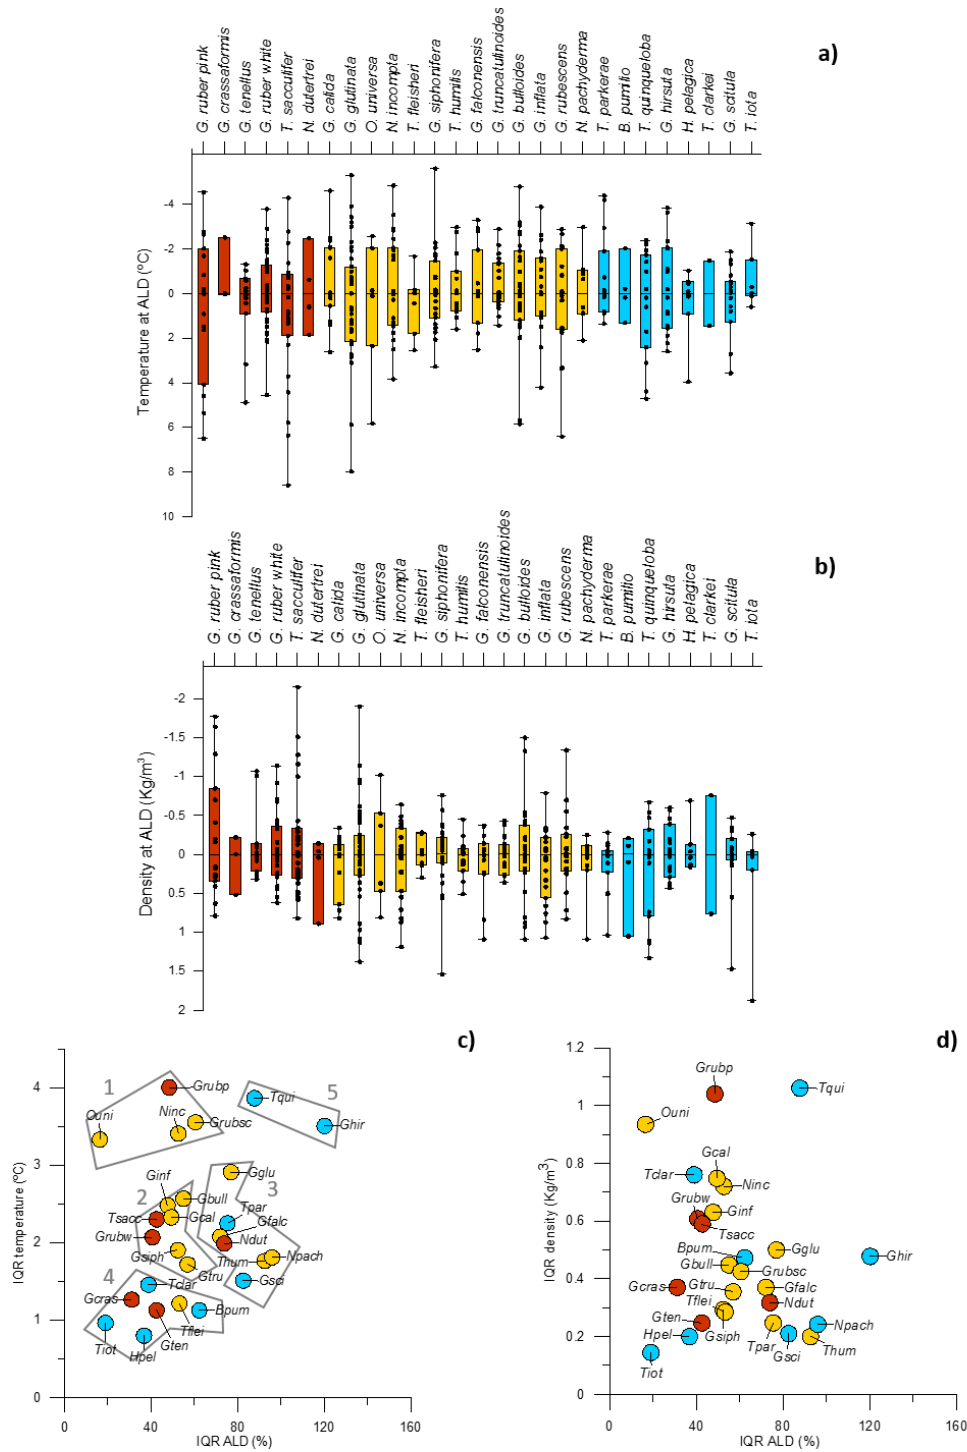 a)
G. ruber pink
G. crassaformis
G. tenellus
G. ruber white
T. sacculifer
N. dutertrei
G. calida
G. glutinata
O. universa
N. incompta
T. fleisheri
G. siphonifera
T. humilis
G. falconensis
G. truncatulinoides
G. bulloides
G. inflata
G. rubescens
N. pachyderma
T. parkerae
B. pumilio
T. quinqueloba
G. hirsuta
H. pelagica
T. clarkei
G. scitula
T. iota
Temperature at ALD (°C)
-4
-2
0
2
4
6
8
10
b)
G. ruber pink
G. crassaformis
G. tenellus
G. ruber white
T. sacculifer
N. dutertrei
G. calida
G. glutinata
O. universa
N. incompta
T. fleisheri
G. siphonifera
T. humilis
G. falconensis
G. truncatulinoides
G. bulloides
G. inflata
G. rubescens
N. pachyderma
T. parkerae
B. pumilio
T. quinqueloba
G. hirsuta
H. pelagica
T. clarkei
G. scitula
T. iota
Density at ALD (Kg/m³)
-2
-1.5
-1
-0.5
0
0.5
1
1.5
2
c)
IQR temperature (°C)
4
3
2
1
0
0
40
80
120
160
IQR ALD (%)
1
Grubp
Ouni
Ninc
Grubsc
5
Tqui
Ghir
Gglu
3
Ginf
2
Gbull
Tpar
Tsacc
Gcal
Gfalc
Grubw
Ndut
Gsiph
Thum
Npach
Gtru
Gsci
4
Tclar
Gcras
Bpum
Tiot
Hpel
Gten
Tflei
d)
IQR density (Kg/m³)
1.2
1
0.8
0.6
0.4
0.2
0
0
40
80
120
160
IQR ALD (%)
Grubp
Tqui
Ouni
Gcal
Tclar
Ninc
Grubw
Ginf
Tsacc
Bpum
Gglu
Ghir
Gbull
Grubsc
Gcras
Gtru
Gfalc
Tflei
Ndut
Gten
Npach
Hpel
Gsiph
Tpar
Gsci
Thum
Tiot